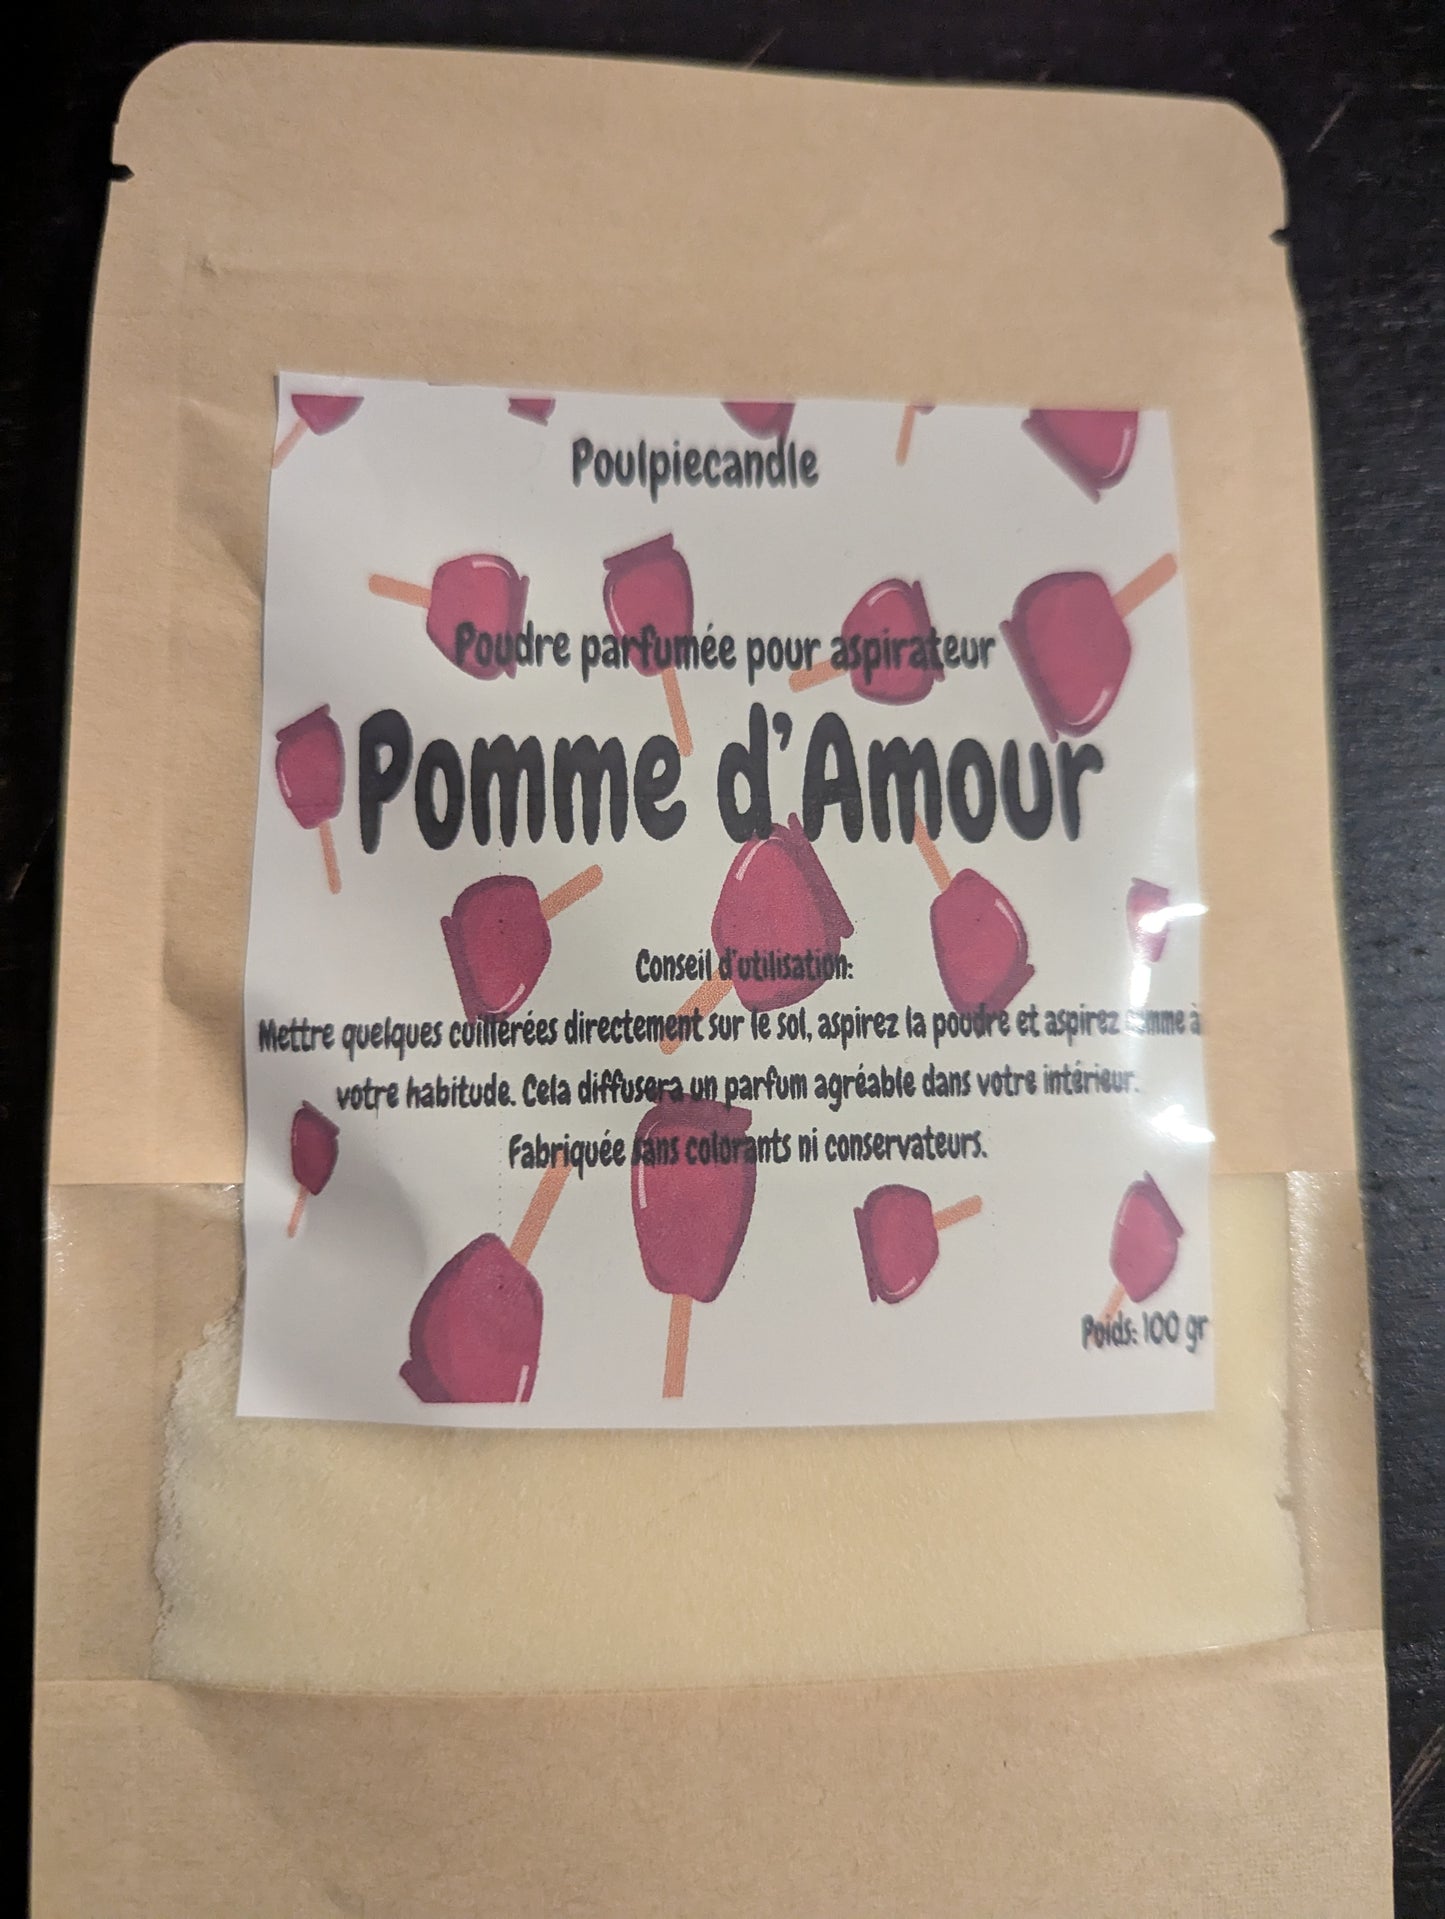 Poulpiecandle
Poudre parfumée pour aspirateur
Pomme d'Amour
Conseil d'utilisation:
Mettre quelques cuillerées directement sur le sol, aspirez la poudre et aspirez comme à
votre habitude. Cela diffusera un parfum agréable dans votre intérieur.
Fabriquée sans colorants ni conservateurs.
Poids: 100 gr